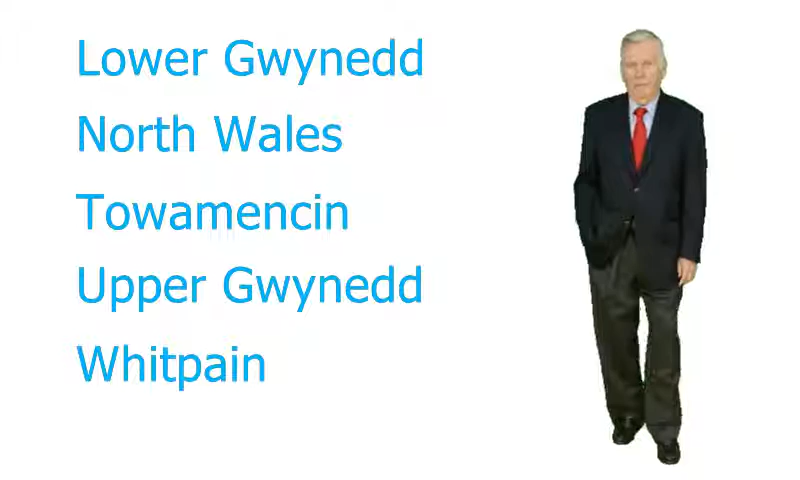 Lower Gwynedd
North Wales
Towamencin
Upper Gwynedd
Whitpain